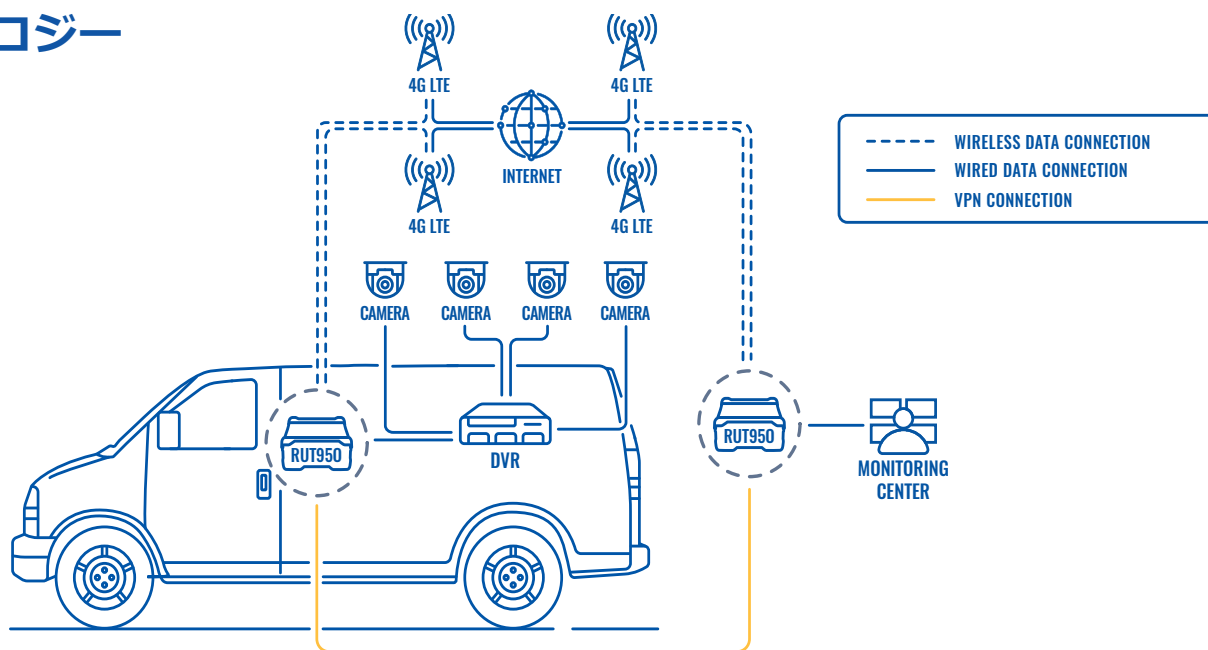 ロジー
4G LTE
4G LTE
INTERNET
4G LTE
4G LTE
WIRELESS DATA CONNECTION
WIRED DATA CONNECTION
VPN CONNECTION
CAMERA
CAMERA
CAMERA
CAMERA
RUT950
DVR
RUT950
MONITORING
CENTER